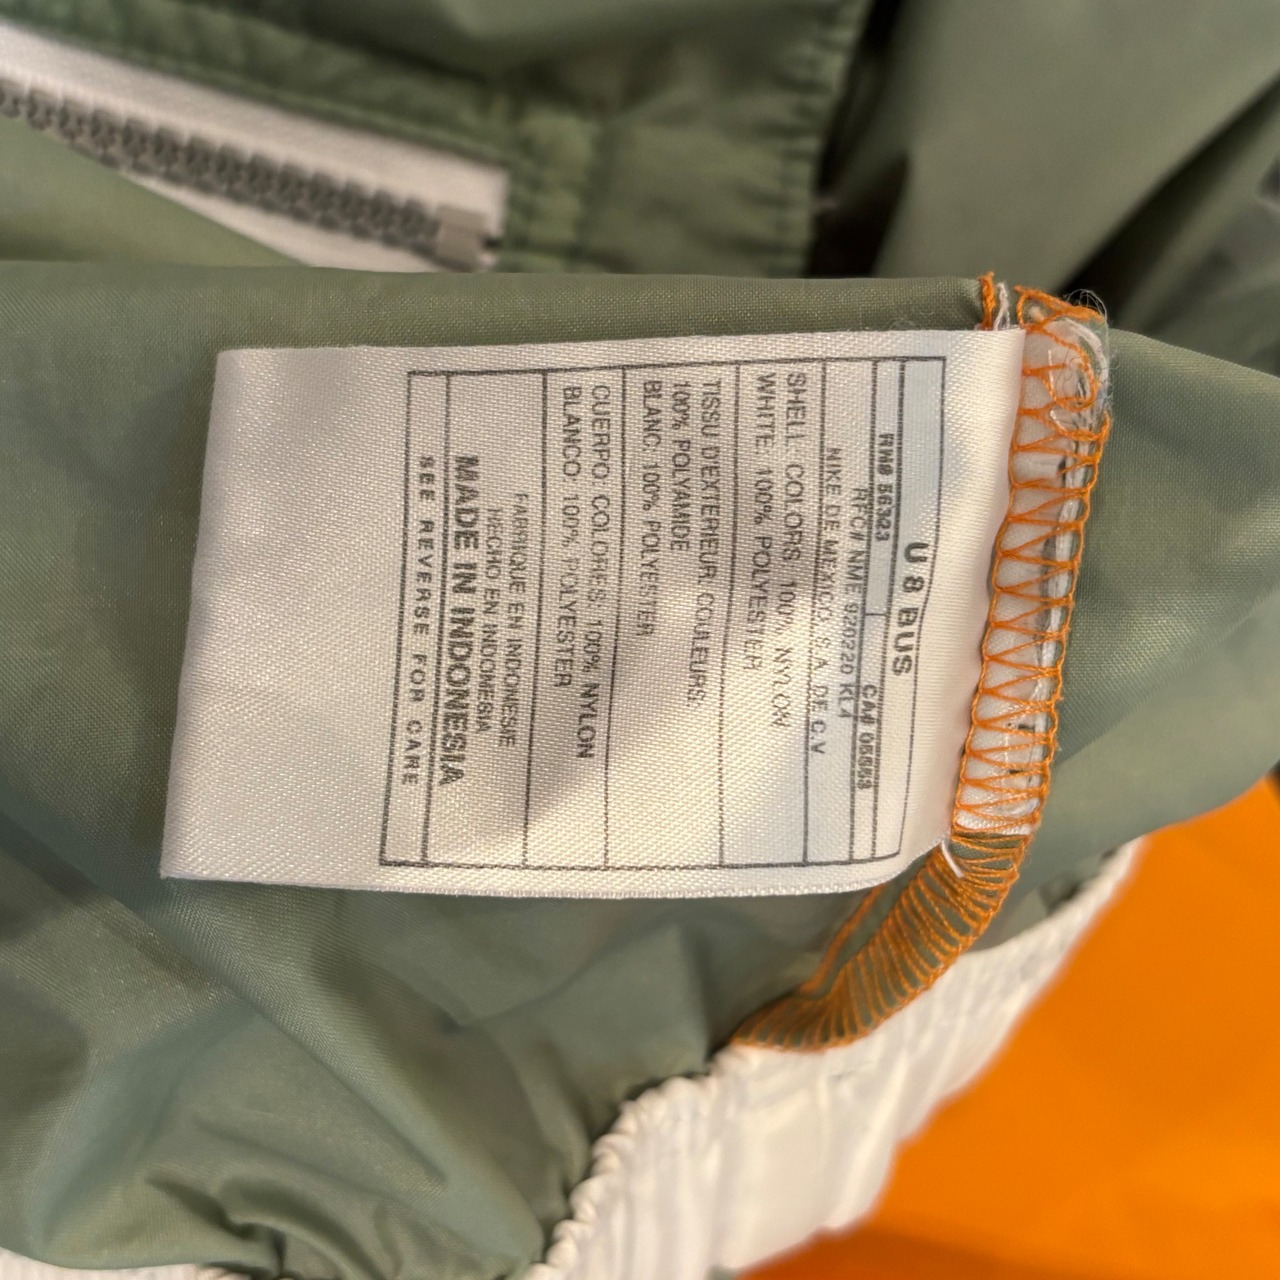 U 8 BUS
RN# 56323 CA# 05553
RFC# NME 920220 KL4
NIKE DE MEXICO, S.A. DE C.V
SHELL: COLORS: 100% NYLON
WHITE: 100% POLYESTER
TISSU D'EXTERIEUR, COULEURS:
100% POLYAMIDE
BLANC: 100% POLYESTER
CUERPO: COLORES: 100% NYLON
BLANCO: 100% POLYESTER
FABRIQUE EN INDONESIE
HECHO EN INDONESIA
MADE IN INDONESIA
SEE REVERSE FOR CARE